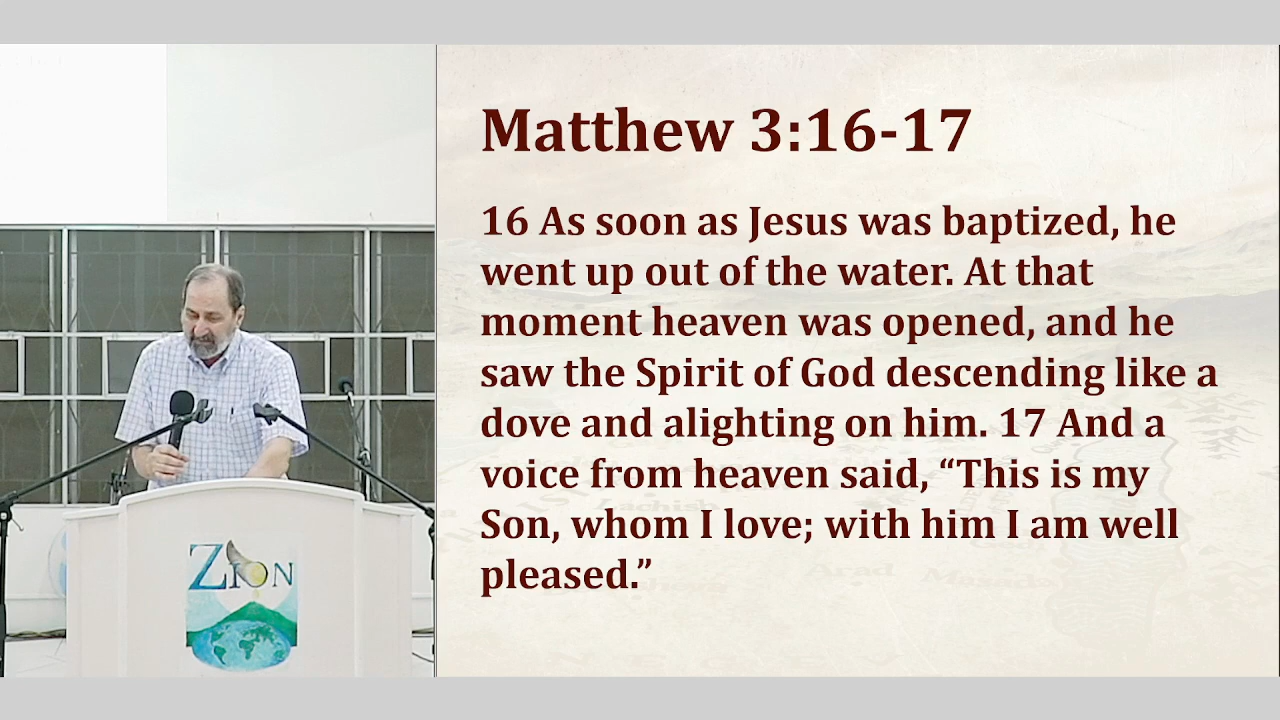 Matthew 3:16-17
16 As soon as Jesus was baptized, he
went up out of the water. At that
moment heaven was opened, and he
saw the Spirit of God descending like a
dove and alighting on him. 17 And a
voice from heaven said, “This is my
Son, whom I love; with him I am well
pleased.”
ZION
Lachish
Arad